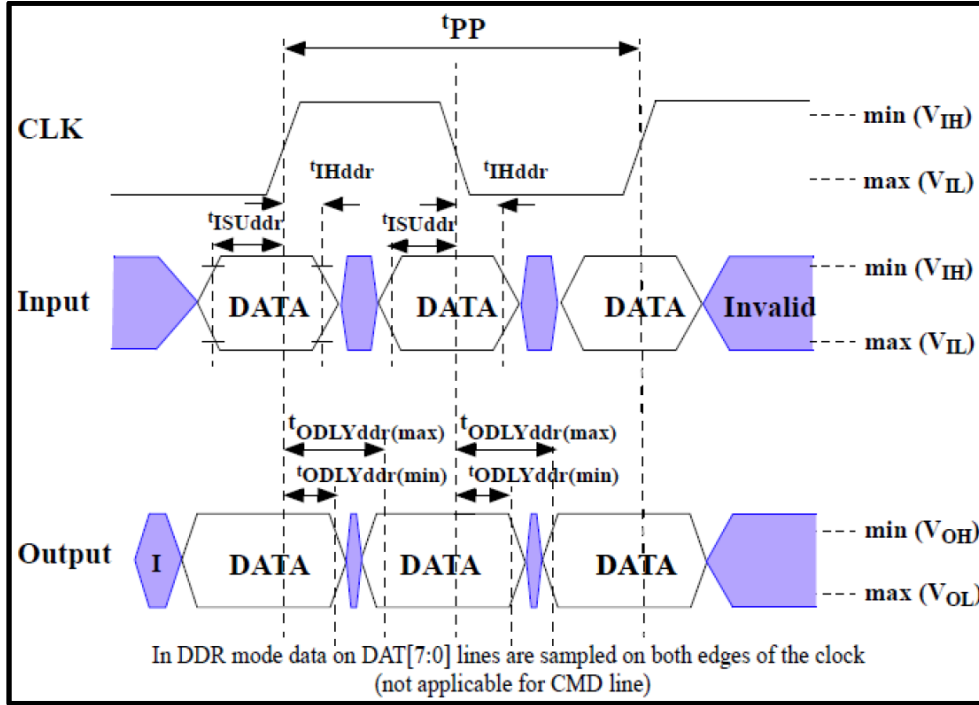 tPP
CLK
min (VIH)
max (VIL)
tIHddr
tIHddr
tISUddr
tISUddr
Input
DATA
DATA
DATA
Invalid
min (VIH)
max (VIL)
tODLYddr(max)
tODLYddr(max)
tODLYddr(min)
tODLYddr(min)
Output
I
DATA
DATA
DATA
min (VOH)
max (VOL)
In DDR mode data on DAT[7:0] lines are sampled on both edges of the clock
(not applicable for CMD line)